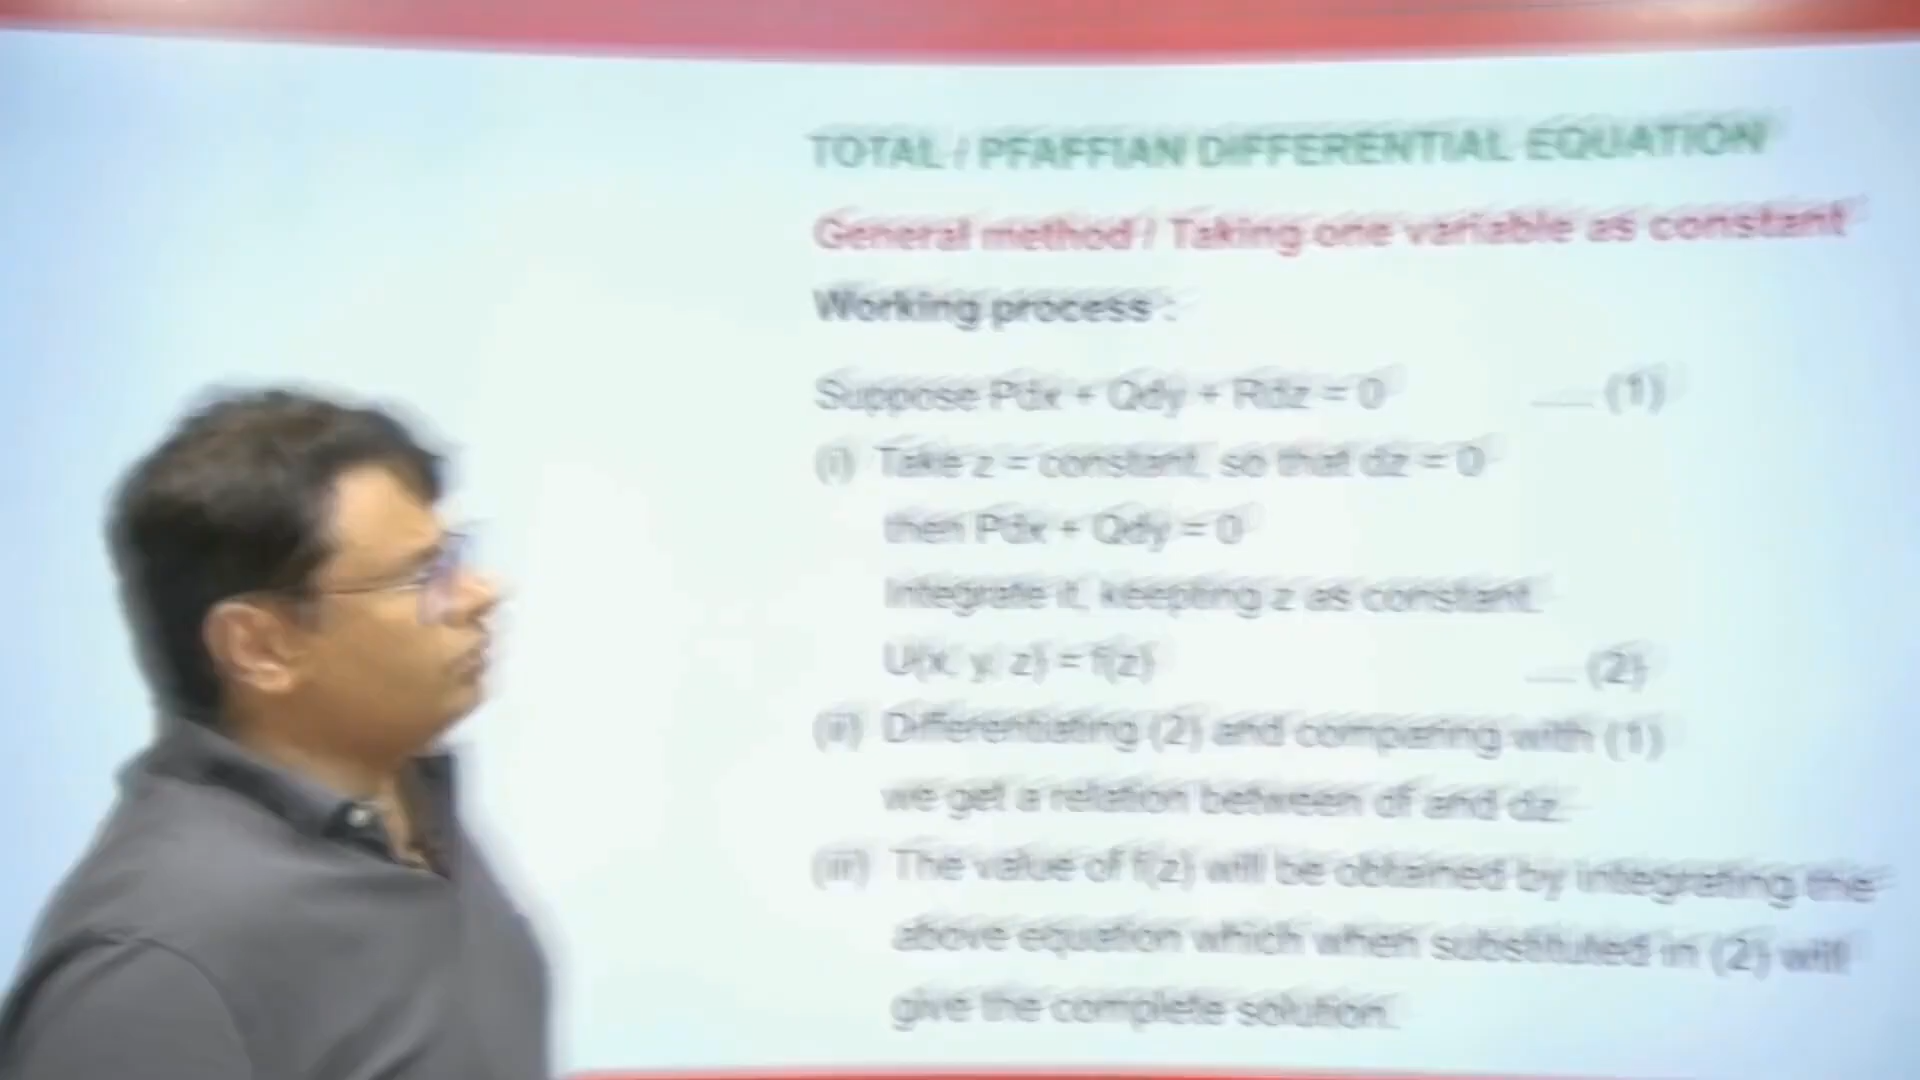 TOTAL / PFAFFIAN DIFFERENTIAL EQUATION
General method / Taking one variable as constant
Working process :
Suppose Pdx + Qdy + Rdz = 0 ..... (1)
(i) Take z = constant, so that dz = 0
then Pdx + Qdy = 0
Integrate it, keepting z as constant.
U(x, y, z) = f(z) .... (2)
(ii) Differentiating (2) and comparing with (1)
we get a relation between df and dz.
(iii) The value of f(z) will be obtained by integrating the
above equation which when substituted in (2) will
give the complete solution.